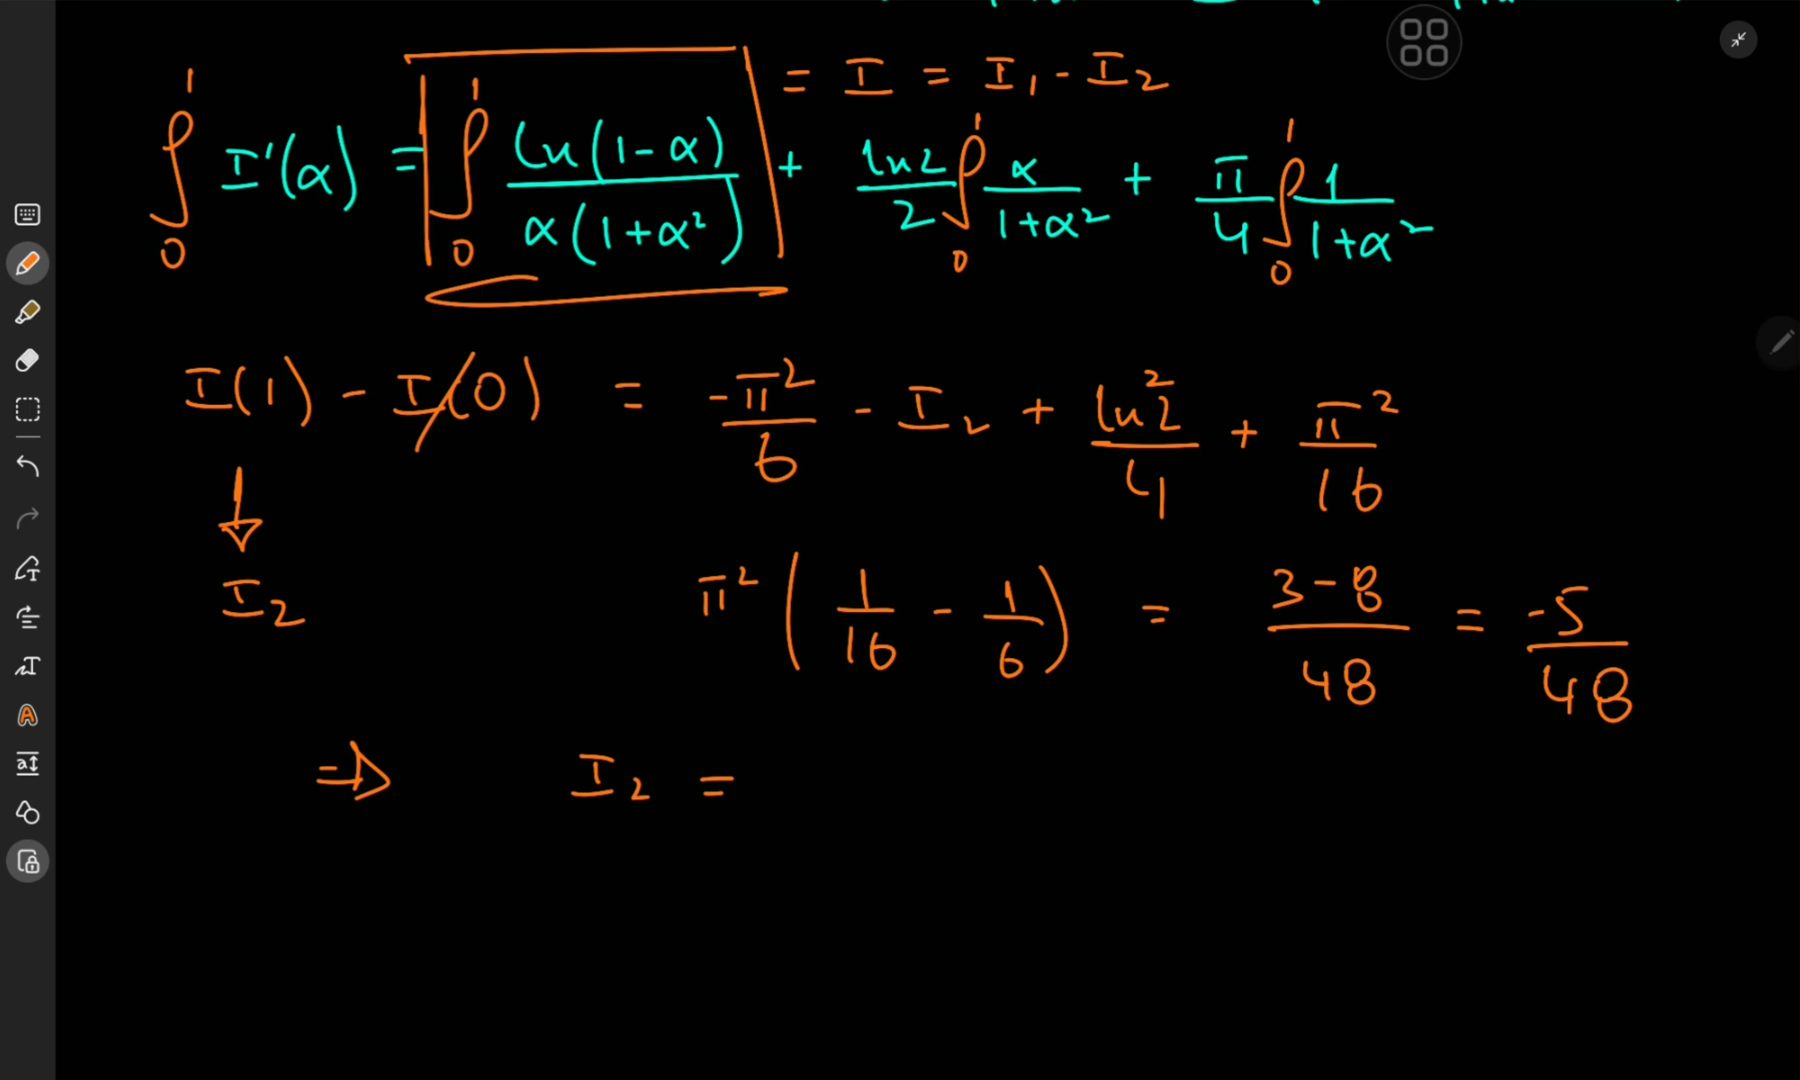 ∫₀¹ I'(α) = ∫₀¹ ln(1-α)/α(1+α²) + ln2/2 ∫₀¹ α/1+α² + π/4 ∫₀¹ 1/1+α²
= I = I₁ - I₂
I(1) - I(0) = -π²/6 - I₂ + ln²2/4 + π²/16
↓
I₂
π² (1/16 - 1/6) = 3-8/48 = -5/48
⇒ I₂ =